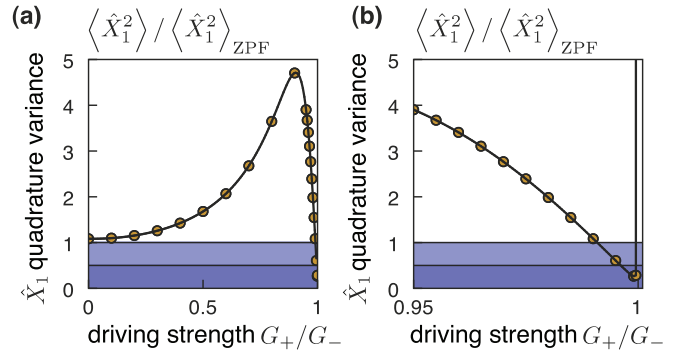 (a) ⟨X̂₁²⟩ / ⟨X̂₁²⟩ZPF
X̂₁ quadrature variance
5
4
3
2
1
0
0 0.5 1
driving strength G₊/G₋
(b) ⟨X̂₁²⟩ / ⟨X̂₁²⟩ZPF
X̂₁ quadrature variance
5
4
3
2
1
0
0.95 1
driving strength G₊/G₋